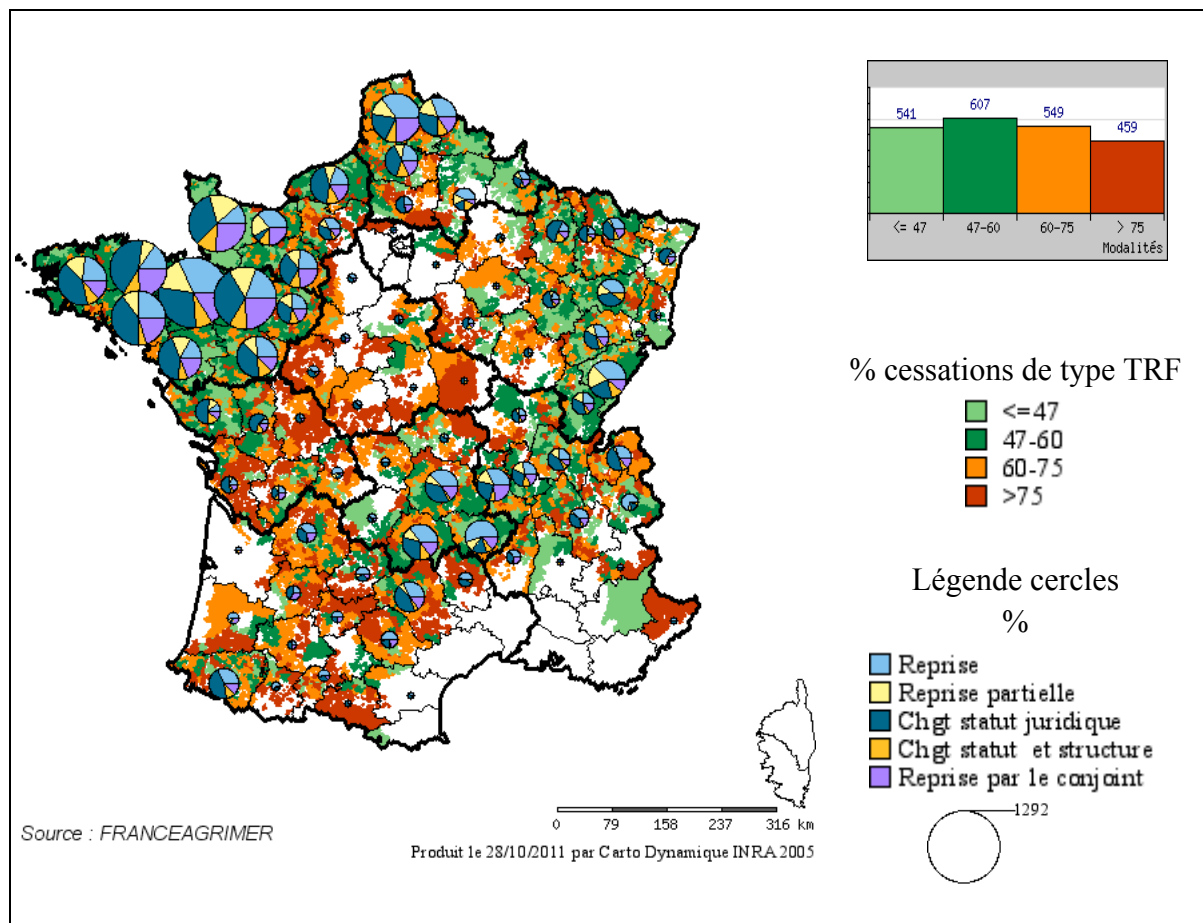 541
607
549
459
<= 47
47-60
60-75
> 75
Modalités
% cessations de type TRF
<=47
47-60
60-75
>75
Légende cercles
%
Reprise
Reprise partielle
Chgt statut juridique
Chgt statut et structure
Reprise par le conjoint
1292
0 79 158 237 316 km
Source : FRANCEAGRIMER
Produit le 28/10/2011 par Carto Dynamique INRA 2005